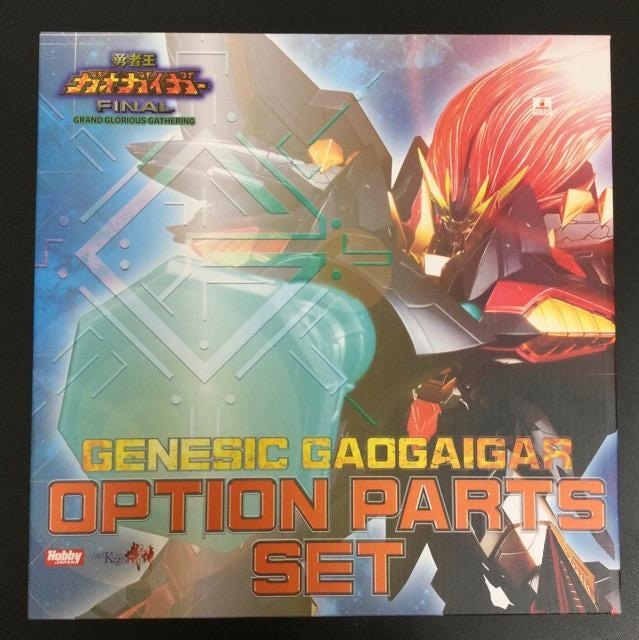 勇者王
ガオガイガー
FINAL
GRAND GLORIOUS GATHERING
GENESIC GAOGAIGAR
OPTION PARTS
SET
Hobby
JAPAN